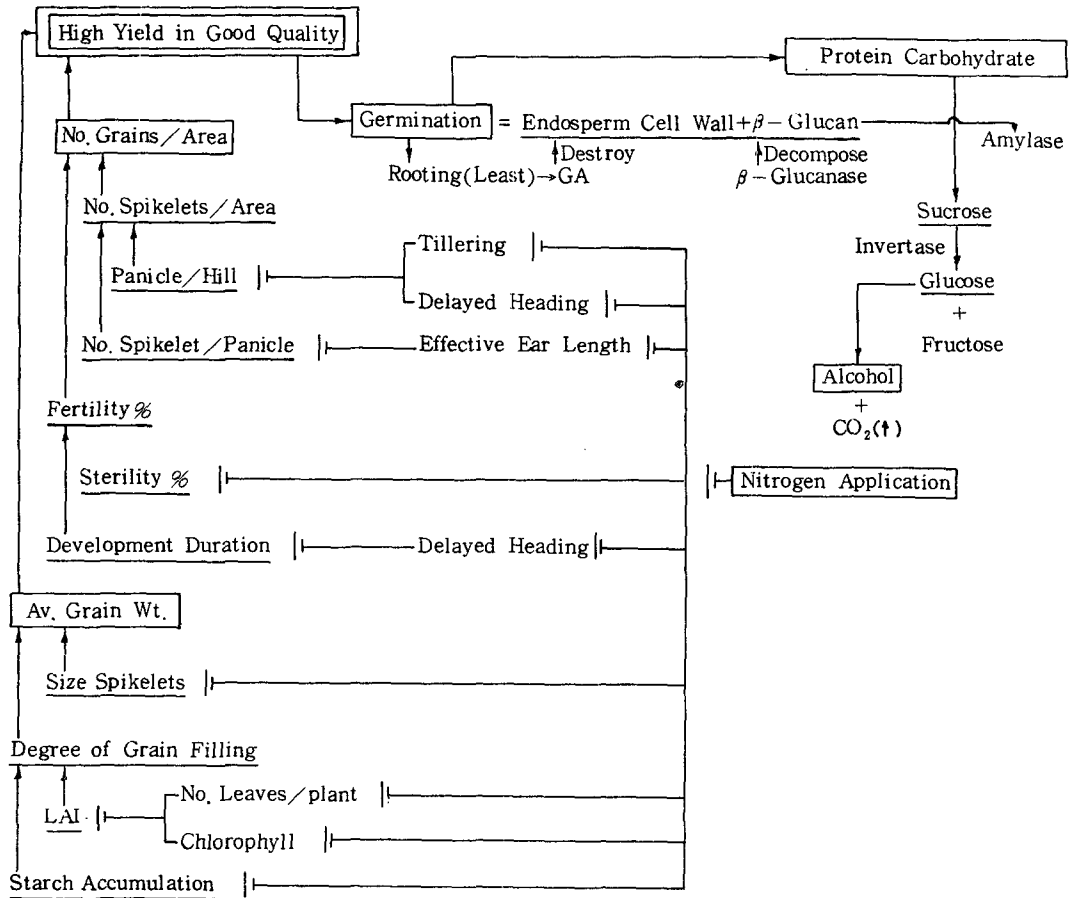 High Yield in Good Quality
Protein Carbohydrate
No. Grains/Area
Germination = Endosperm Cell Wall+β-Glucan
Amylase
Destroy
Decompose
Rooting(Least)→GA
β-Glucanase
No. Spikelets/Area
Sucrose
Tillering
Invertase
Panicle/Hill
Glucose
Delayed Heading
+
No. Spikelet/Panicle
Effective Ear Length
Fructose
Alcohol
+
Fertility%
CO₂(↑)
Sterility %
Nitrogen Application
Development Duration
Delayed Heading
Av. Grain Wt.
Size Spikelets
Degree of Grain Filling
No. Leaves/plant
LAI
Chlorophyll
Starch Accumulation